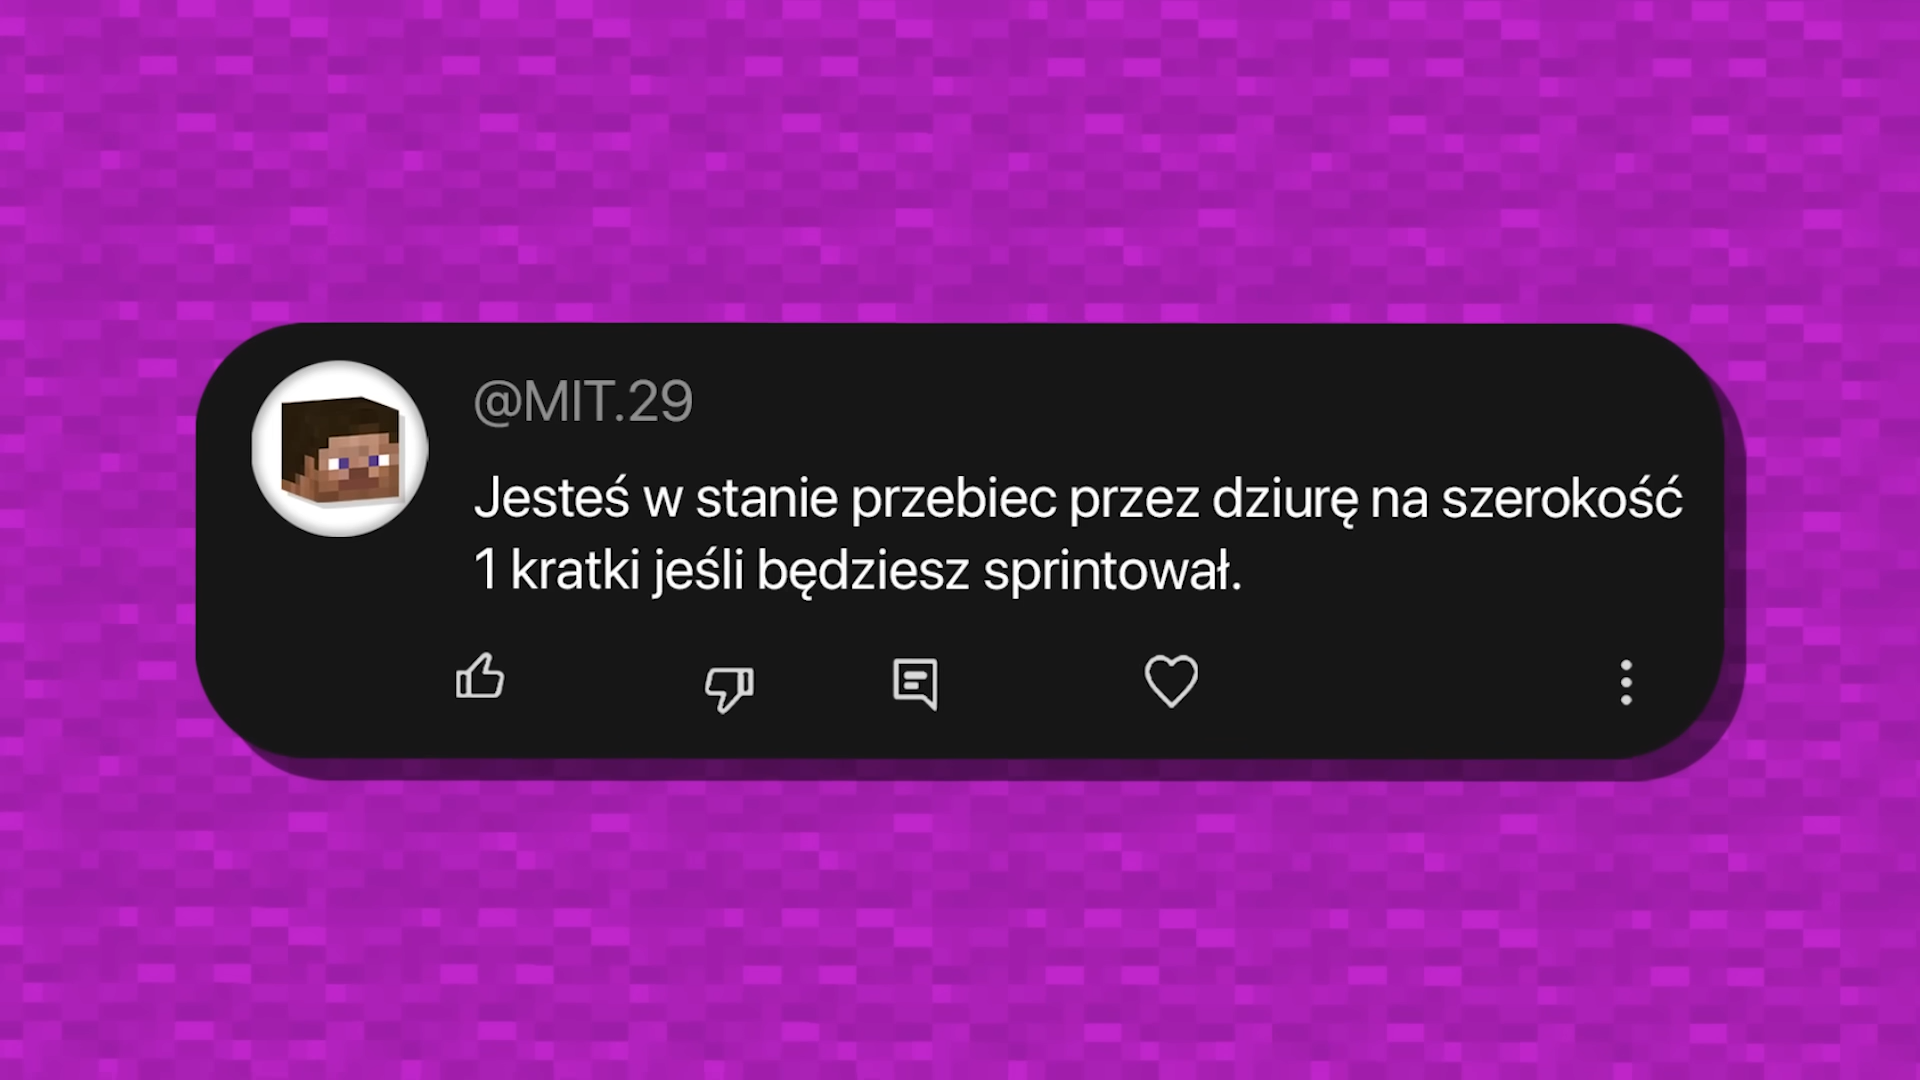 @MIT.29
Jesteś w stanie przebiec przez dziurę na szerokość
1 kratki jeśli będziesz sprintował.